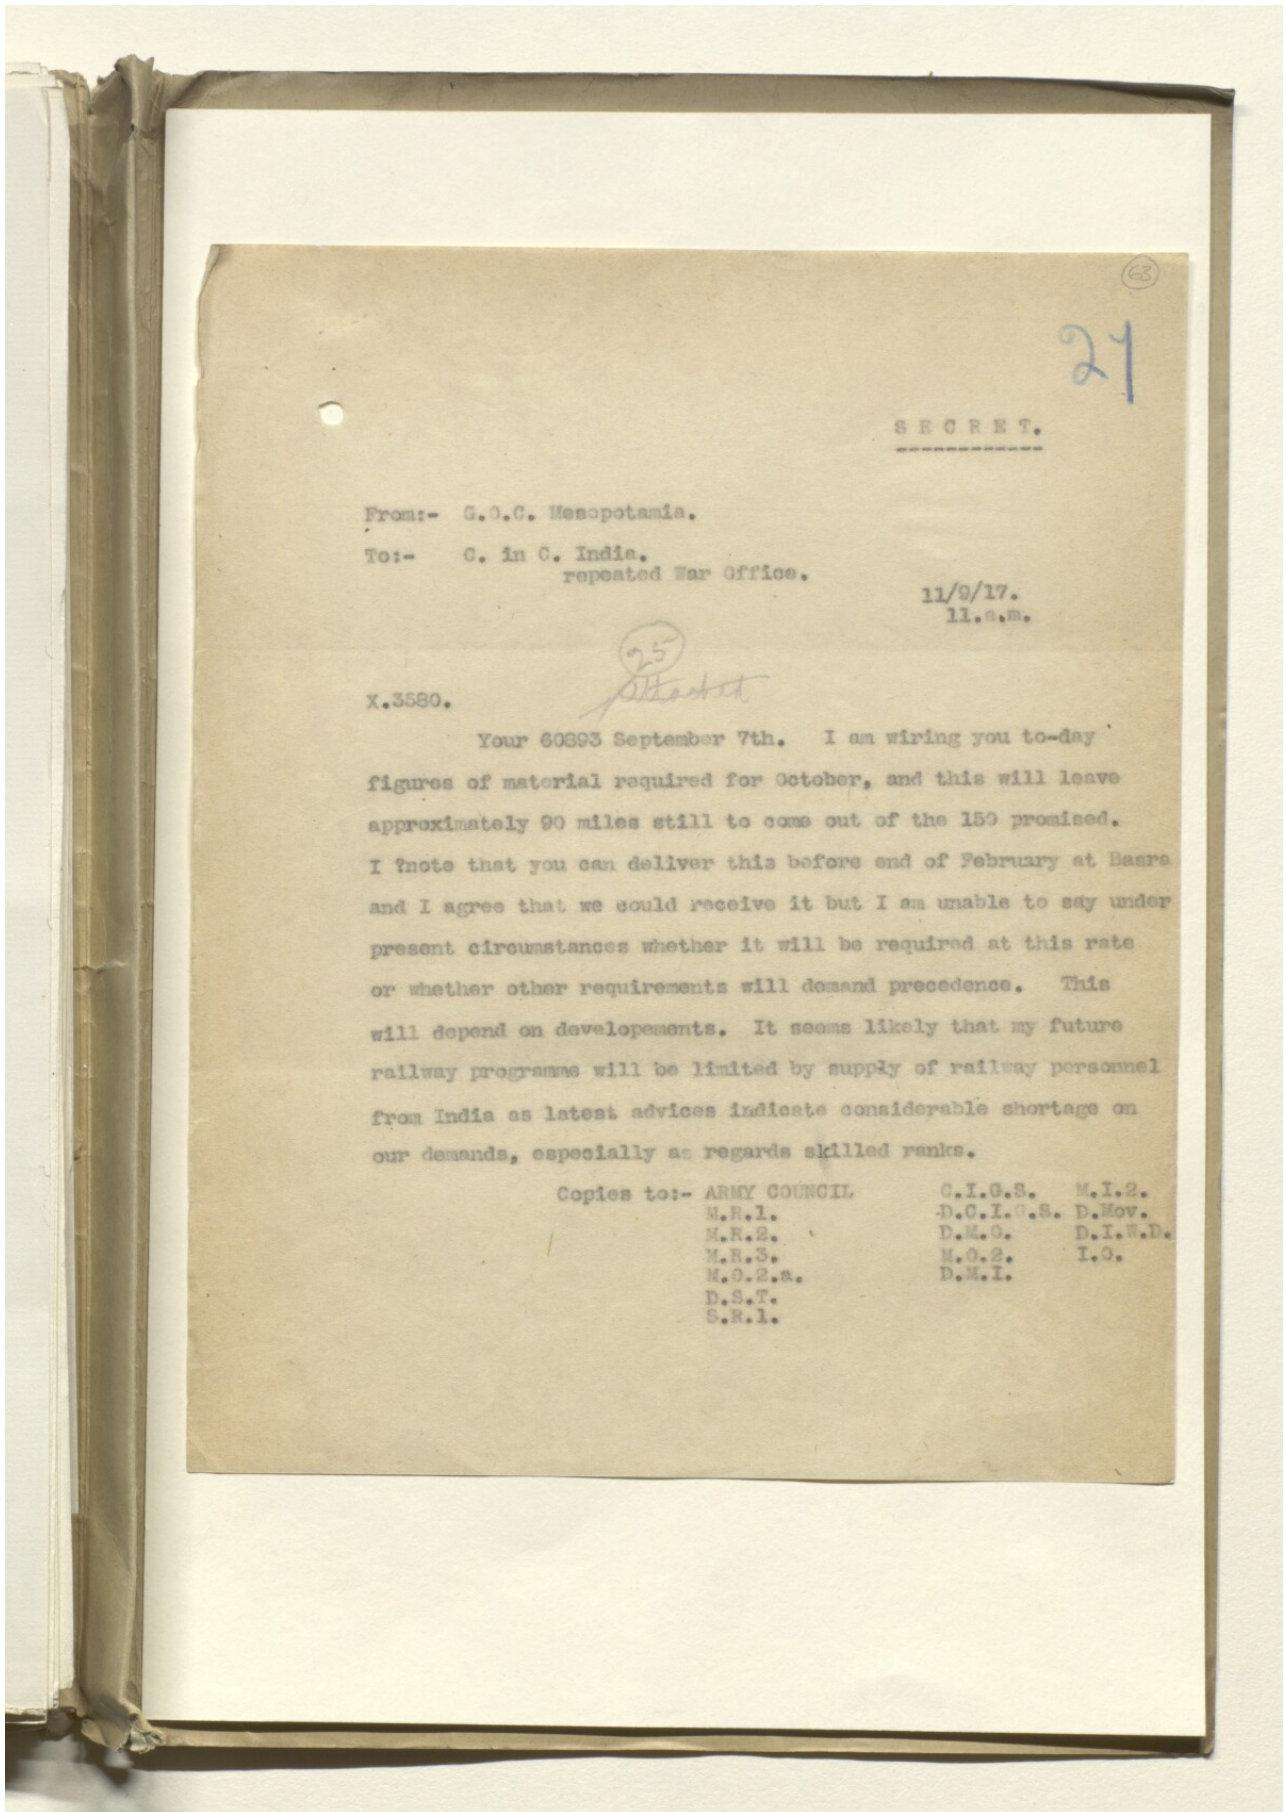 63
27
SECRET.
From:- G.O.C. Mesopotamia.
To:- C. in C. India.
repeated War Office.
11/9/17.
11.a.m.
25
attached
X.3580.
Your 60893 September 7th. I am wiring you to-day
figures of material required for October, and this will leave
approximately 90 miles still to come out of the 150 promised.
I ?note that you can deliver this before end of February at Basra
and I agree that we could receive it but I am unable to say under
present circumstances whether it will be required at this rate
or whether other requirements will demand precedence. This
will depend on developements. It seems likely that my future
railway programme will be limited by supply of railway personnel
from India as latest advices indicate considerable shortage on
our demands, especially as regards skilled ranks.
Copies to:- ARMY COUNCIL C.I.G.S. M.I.2.
M.R.1. D.C.I.G.S. D.Mov.
M.R.2. D.M.O. D.I.W.D.
M.R.3. M.O.2. I.O.
M.O.2.a. D.M.I.
D.S.T.
S.R.1.